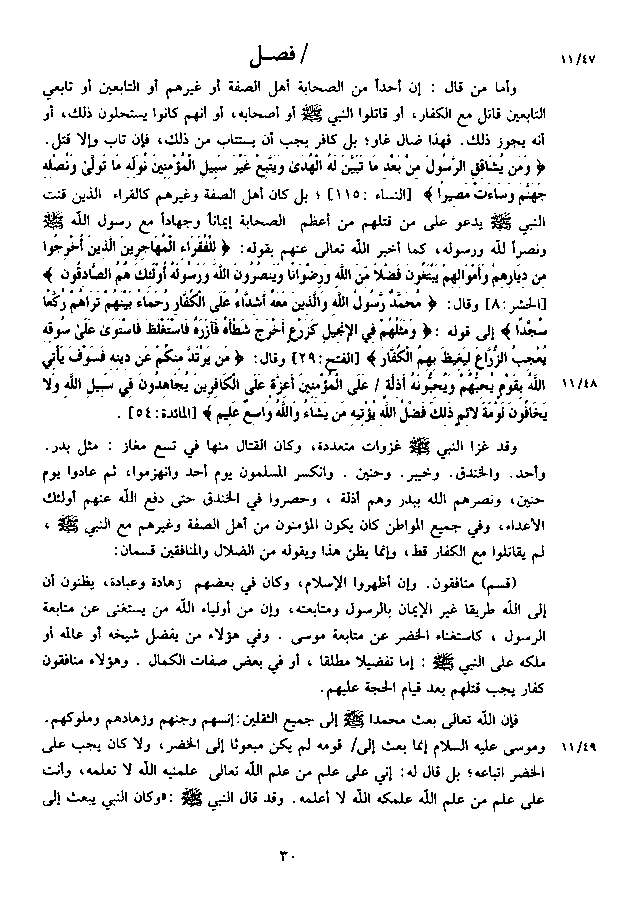 / فصـل
١١/٤٧
وأما من قال : إن أحداً من الصحابة أهل الصفة أو غيرهم أو التابعين أو تابعي
التابعين قاتل مع الكفار، أو قاتلوا النبي ﷺ أو أصحابه، أو أنهم كانوا يستحلون ذلك، أو
أنه يجوز ذلك. فهذا ضال غاو؛ بل كافر يجب أن يستتاب من ذلك، فإن تاب وإلا قتل.
﴿ وَمَن يُشَاقِقِ الرَّسُولَ مِن بَعْدِ مَا تَبَيَّنَ لَهُ الْهُدَىٰ وَيَتَّبِعْ غَيْرَ سَبِيلِ الْمُؤْمِنِينَ نُوَلِّهِ مَا تَوَلَّىٰ وَنُصْلِهِ
جَهَنَّمَ وَسَاءَتْ مَصِيرًا ﴾ [النساء :١١٥] ؛ بل كان أهل الصفة وغيرهم كالقراء الذين قنت
النبي ﷺ يدعو على من قتلهم من أعظم الصحابة إيماناً وجهاداً مع رسول الله ﷺ
ونصراً لله ورسوله، كما أخبر الله تعالى عنهم بقوله: ﴿ لِلْفُقَرَاءِ الْمُهَاجِرِينَ الَّذِينَ أُخْرِجُوا
مِن دِيَارِهِمْ وَأَمْوَالِهِمْ يَبْتَغُونَ فَضْلاً مِّنَ اللَّهِ وَرِضْوَانًا وَيَنصُرُونَ اللَّهَ وَرَسُولَهُ أُولَئِكَ هُمُ الصَّادِقُونَ ﴾
[الحشر :٨] وقال: ﴿ مُحَمَّدٌ رَّسُولُ اللَّهِ وَالَّذِينَ مَعَهُ أَشِدَّاءُ عَلَى الْكُفَّارِ رُحَمَاءُ بَيْنَهُمْ تَرَاهُمْ رُكَّعًا
سُجَّدًا ﴾ إلى قوله :﴿ وَمَثَلُهُمْ فِي الإِنجِيلِ كَزَرْعٍ أَخْرَجَ شَطْأَهُ فَآزَرَهُ فَاسْتَغْلَظَ فَاسْتَوَىٰ عَلَىٰ سُوقِهِ
يُعْجِبُ الزُّرَّاعَ لِيَغِيظَ بِهِمُ الْكُفَّارَ ﴾ [الفتح :٢٩] وقال: ﴿ مَن يَرْتَدَّ مِنكُمْ عَن دِينِهِ فَسَوْفَ يَأْتِي
اللَّهُ بِقَوْمٍ يُحِبُّهُمْ وَيُحِبُّونَهُ أَذِلَّةٍ / عَلَى الْمُؤْمِنِينَ أَعِزَّةٍ عَلَى الْكَافِرِينَ يُجَاهِدُونَ فِي سَبِيلِ اللَّهِ وَلا
١١/٤٨
يَخَافُونَ لَوْمَةَ لائِمٍ ذَلِكَ فَضْلُ اللَّهِ يُؤْتِيهِ مَن يَشَاءُ وَاللَّهُ وَاسِعٌ عَلِيمٌ ﴾ [المائدة :٥٤] .
وقد غزا النبي ﷺ غزوات متعددة، وكان القتال منها في تسع مغاز : مثل بدر.
وأحد. والخندق. وخيبر. وحنين . وانكسر المسلمون يوم أحد وانهزموا، ثم عادوا يوم
حنين، ونصرهم الله ببدر وهم أذلة ، وحصروا في الخندق حتى دفع الله عنهم أولئك
الأعداء، وفي جميع المواطن كان يكون المؤمنون من أهل الصفة وغيرهم مع النبي ﷺ ،
لم يقاتلوا مع الكفار قط، وإنما يظن هذا ويقوله من الضلال والمنافقين قسمان:
(قسم) منافقون. وإن أظهروا الإسلام، وكان في بعضهم زهادة وعبادة، يظنون أن
إلى الله طريقا غير الإيمان بالرسول ومتابعته، وإن من أولياء الله من يستغنى عن متابعة
الرسول ، كاستغناء الخضر عن متابعة موسى . وفي هؤلاء من يفضل شيخه أو عالمه أو
ملكه على النبي ﷺ : إما تفضيلا مطلقا ، أو في بعض صفات الكمال . وهؤلاء منافقون
كفار يجب قتلهم بعد قيام الحجة عليهم.
فإن الله تعالى بعث محمدا ﷺ إلى جميع الثقلين: إنسهم وجنهم وزهادهم وملوكهم.
وموسى عليه السلام إنما بعث إلى/ قومه لم يكن مبعوثا إلى الخضر، ولا كان يجب على
١١/٤٩
الخضر اتباعه؛ بل قال له: إني على علم من علم الله تعالى علمنيه الله لا تعلمه، وأنت
على علم من علم الله علمكه الله لا أعلمه. وقد قال النبي ﷺ :«وكان النبي يبعث إلى
٣٠